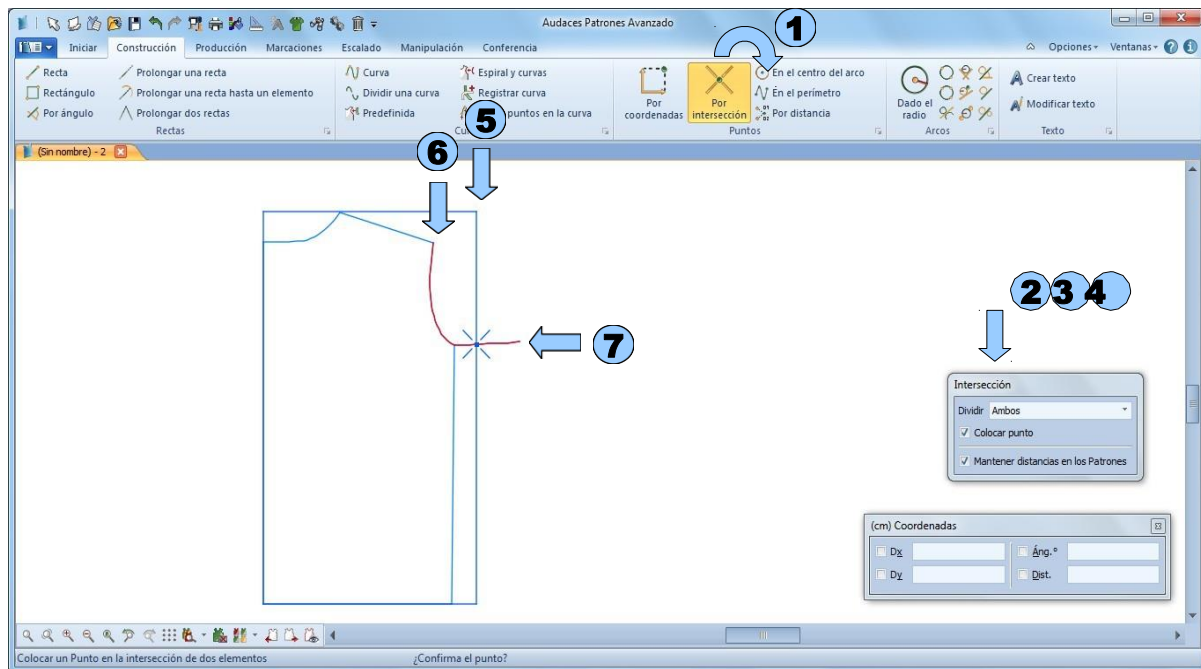 Audaces Patrones Avanzado
Iniciar Construcción Producción Marcaciones Escalado Manipulación Conferencia Opciones Ventanas
1
Recta Prolongar una recta Curva Espiral y curvas En el centro del arco Crear texto
Rectángulo Prolongar una recta hasta un elemento Dividir una curva Registrar curva Por coordenadas Por intersección En el perímetro Dado el radio Modificar texto
Por ángulo Prolongar dos rectas Predefinida puntos en la curva Por distancia
Rectas Puntos Arcos Texto
(Sin nombre) - 2
5
6
2 3 4
7
Intersección
Dividir Ambos
Colocar punto
Mantener distancias en los Patrones
(cm) Coordenadas
Dx Áng.º
Dy Dist.
Colocar un Punto en la intersección de dos elementos ¿Confirma el punto?